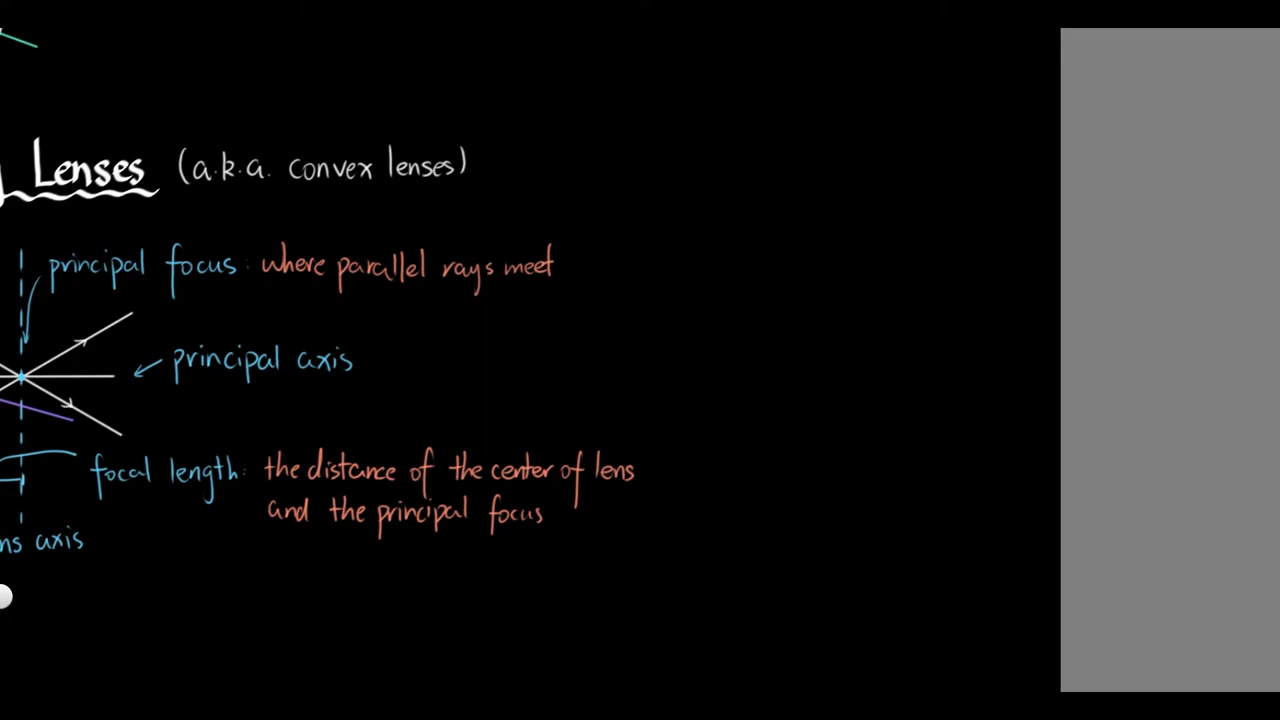 Lenses (a.k.a. convex lenses)
principal focus: where parallel rays meet
principal axis
focal length: the distance of the center of lens
and the principal focus
ns axis